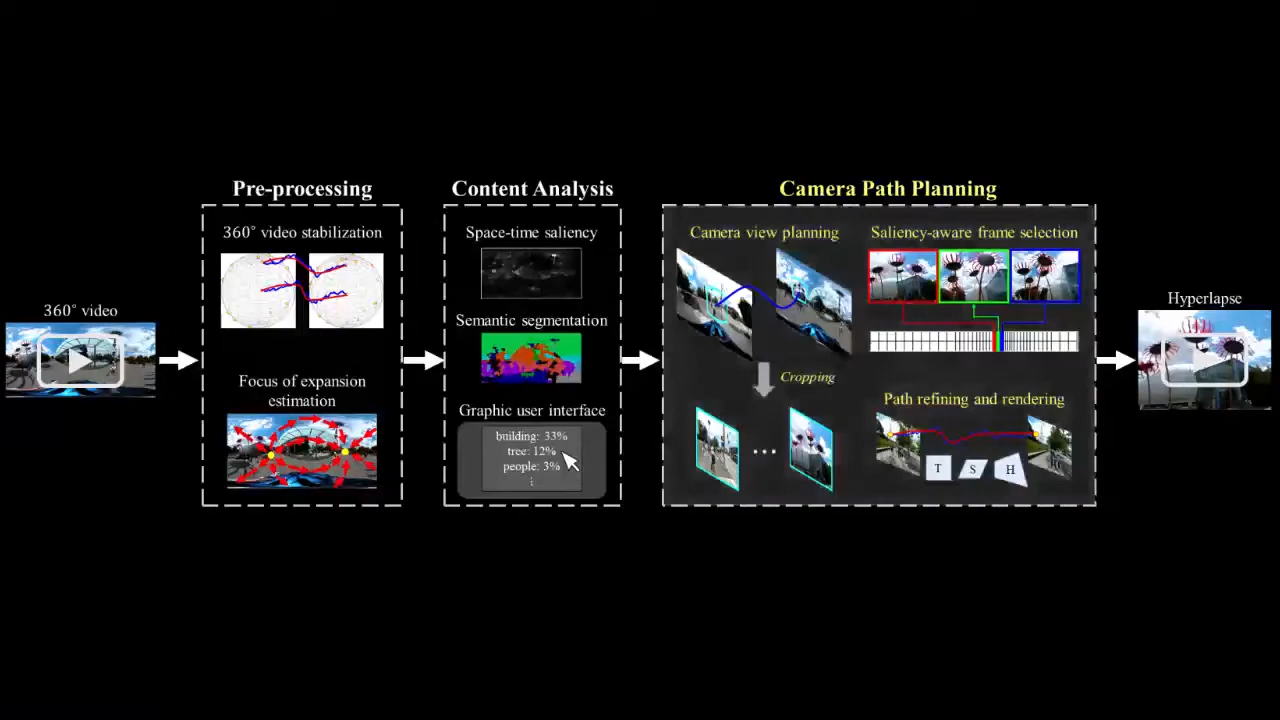 360° video
Pre-processing
360° video stabilization
Focus of expansion
estimation
Content Analysis
Space-time saliency
Semantic segmentation
Graphic user interface
building: 33%
tree: 12%
people: 3%
⋮
Camera Path Planning
Camera view planning
Cropping
...
Saliency-aware frame selection
Path refining and rendering
T
S
H
Hyperlapse